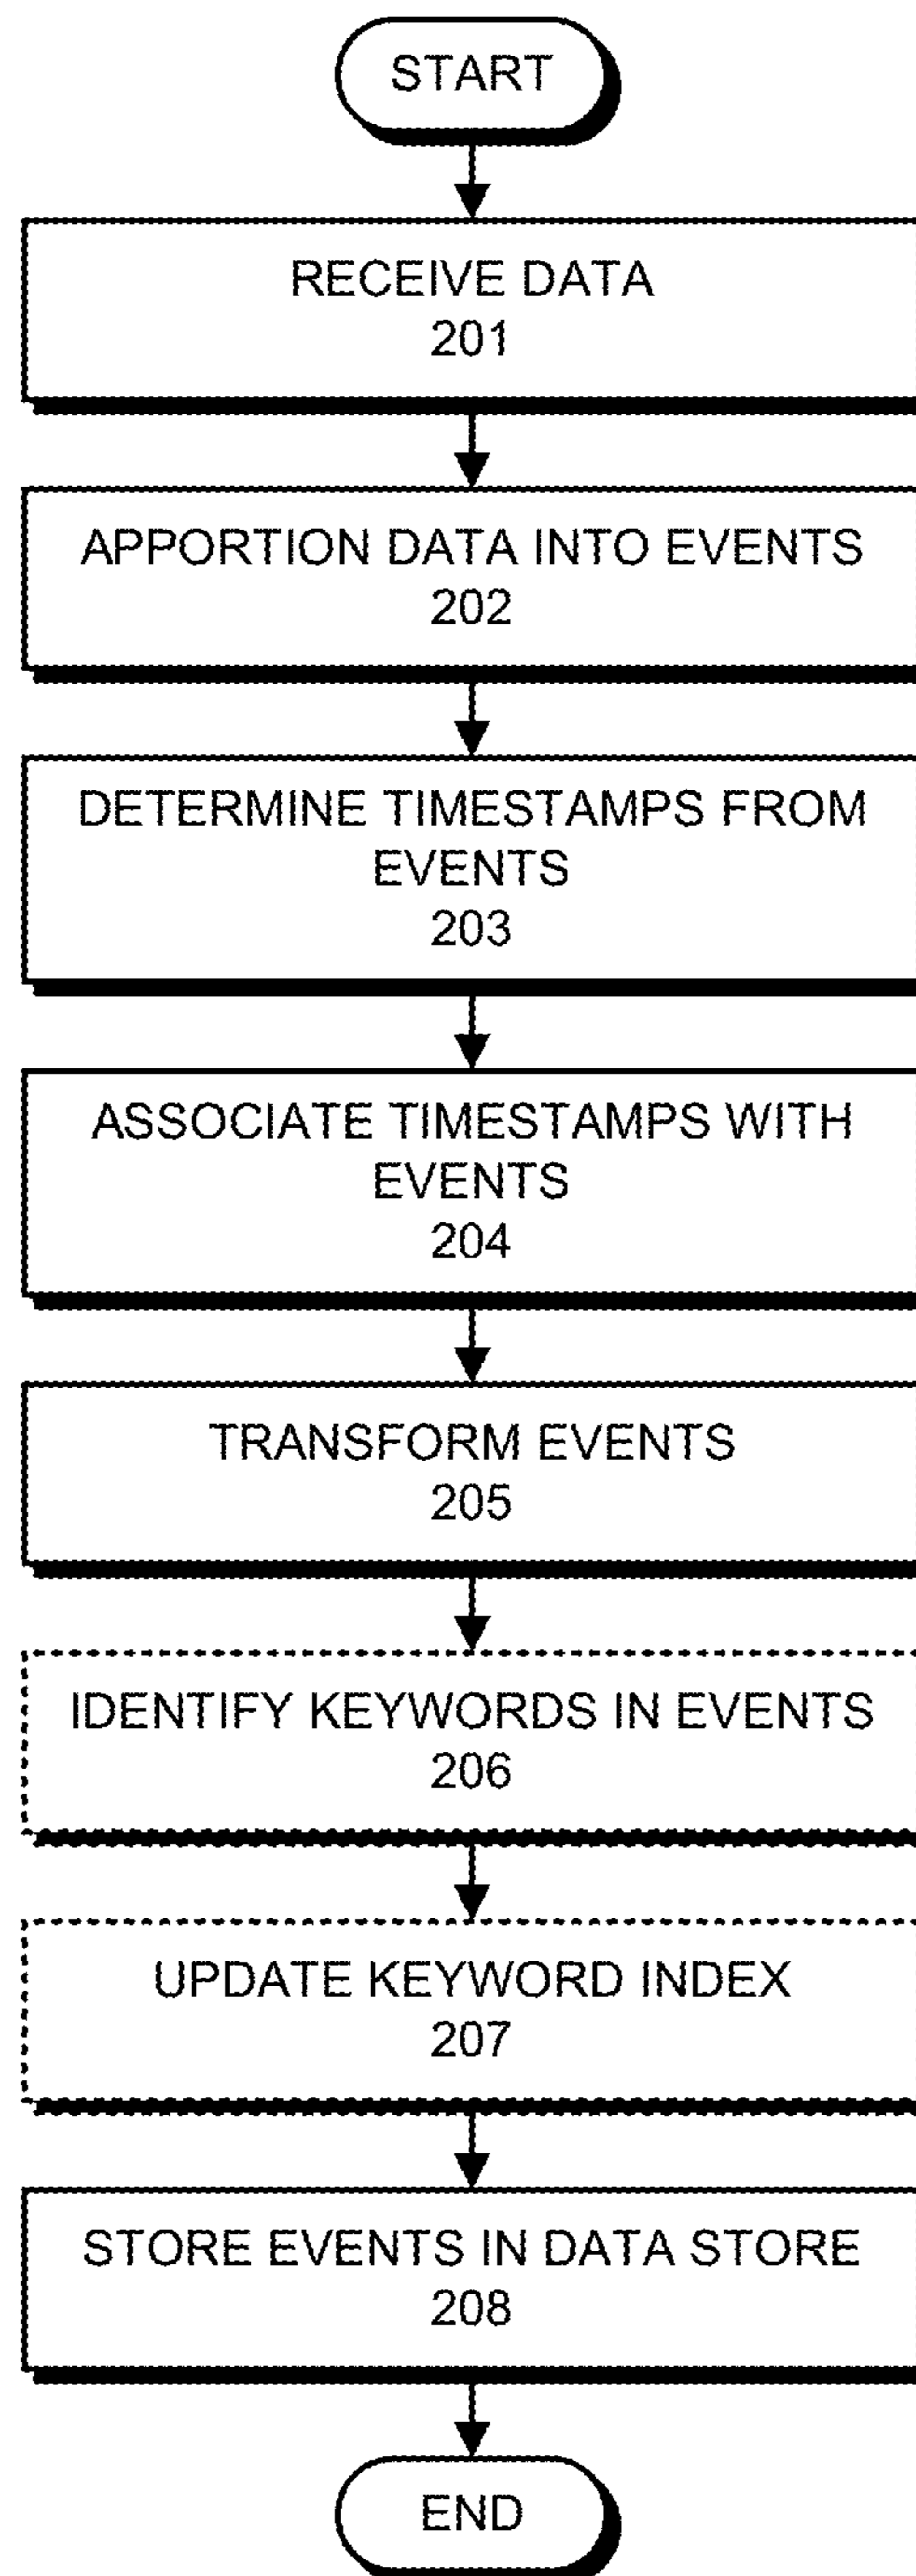 START
RECEIVE DATA
201
APPORTION DATA INTO EVENTS
202
DETERMINE TIMESTAMPS FROM
EVENTS
203
ASSOCIATE TIMESTAMPS WITH
EVENTS
204
TRANSFORM EVENTS
205
IDENTIFY KEYWORDS IN EVENTS
206
UPDATE KEYWORD INDEX
207
STORE EVENTS IN DATA STORE
208
END